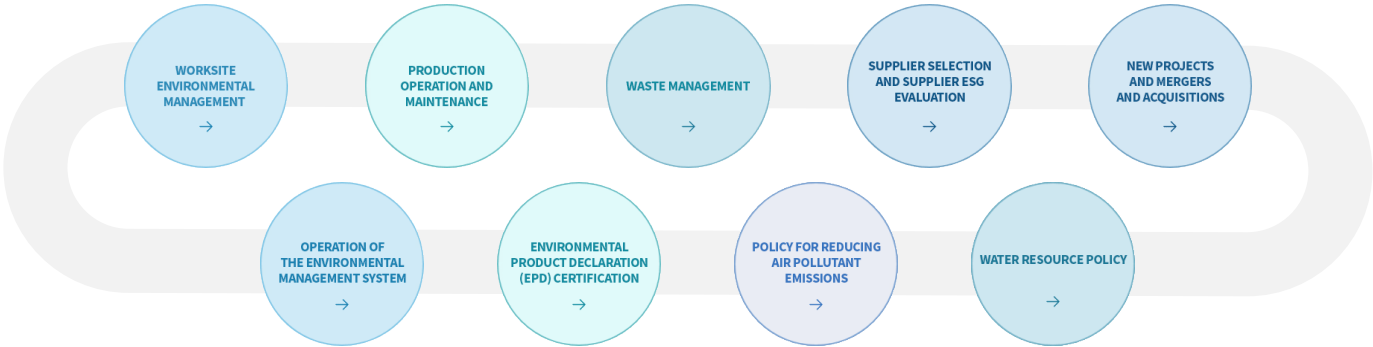 WORKSITE
ENVIRONMENTAL
MANAGEMENT
PRODUCTION
OPERATION AND
MAINTENANCE
WASTE MANAGEMENT
SUPPLIER SELECTION
AND SUPPLIER ESG
EVALUATION
NEW PROJECTS
AND MERGERS
AND ACQUISITIONS
OPERATION OF
THE ENVIRONMENTAL
MANAGEMENT SYSTEM
ENVIRONMENTAL
PRODUCT DECLARATION
(EPD) CERTIFICATION
POLICY FOR REDUCING
AIR POLLUTANT
EMISSIONS
WATER RESOURCE POLICY